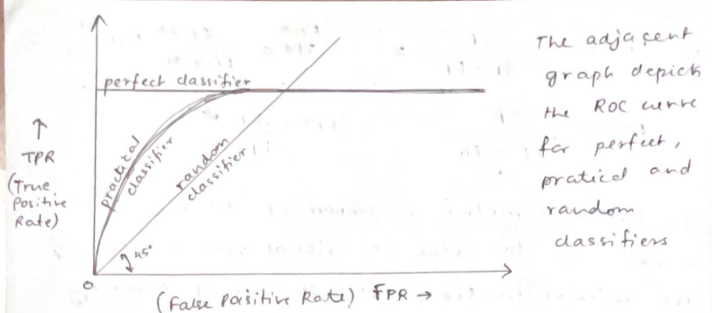 perfect classifier
practical
classifier
random
classifier
↑
TPR
(True
Positive
Rate)
45°
0
(False Positive Rate) FPR →
The adjacent
graph depicts
the ROC curve
for perfect,
pratical and
random
classifiers